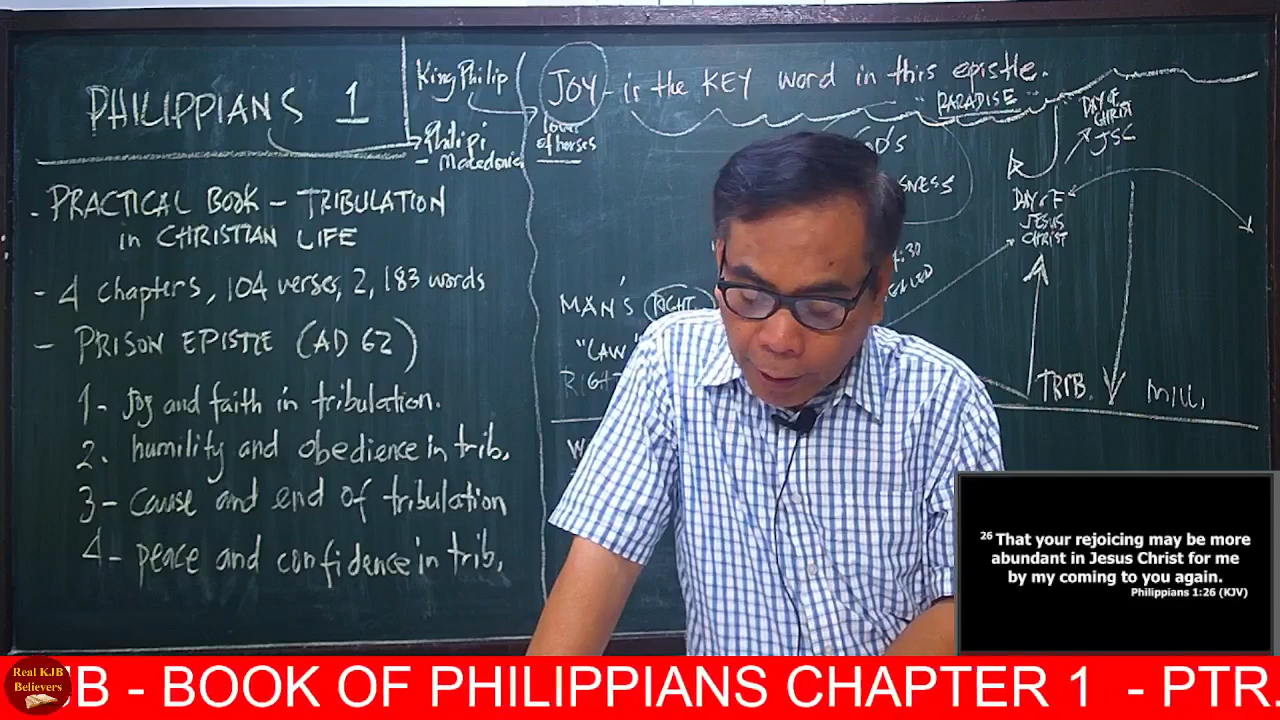 PHILIPPIANS 1
King Philip
Philipi
- Macedonia
JOY - is the KEY word in this epistle.
lover
of horses
"PARADISE"
DAY OF
CHRIST
JSC
- PRACTICAL BOOK - TRIBULATION
in CHRISTIAN LIFE
- 4 chapters, 104 verses, 2,183 words
- PRISON EPISTLE (AD 62)
1 - joy and faith in tribulation.
2. humility and obedience in trib.
3 - cause and end of tribulation
4 - peace and confidence in trib.
DAY OF
JESUS
CHRIST
MAN'S RIGHT
"LAW
RIGHT
TRIB.
MILL.
26 That your rejoicing may be more
abundant in Jesus Christ for me
by my coming to you again.
Philippians 1:26 (KJV)
Real KJB
Believers
B - BOOK OF PHILIPPIANS CHAPTER 1 - PTR.